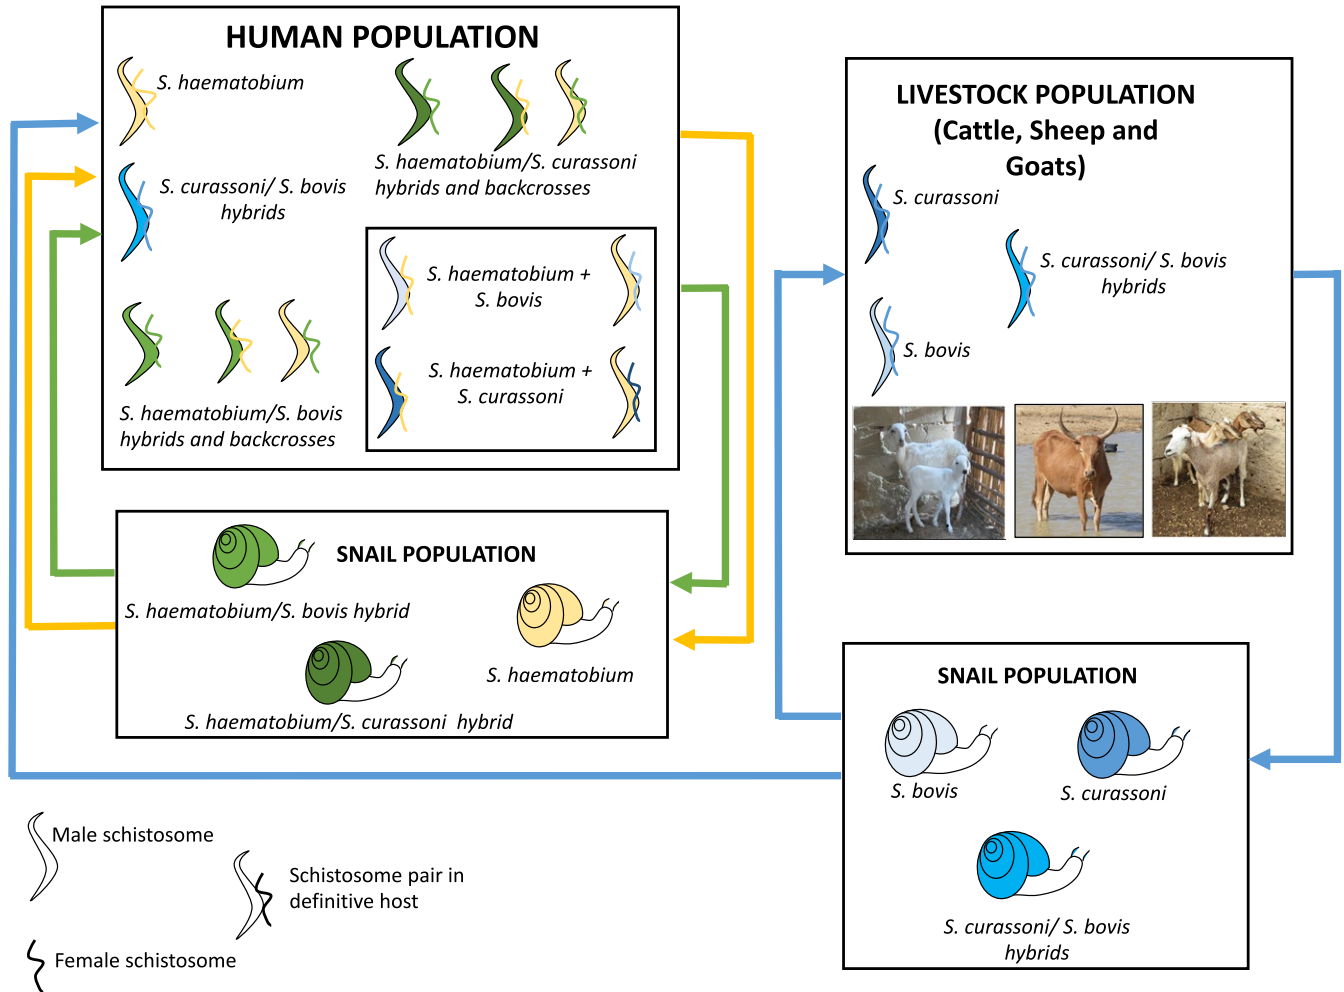 HUMAN POPULATION
S. haematobium
S. haematobium/S. curassoni
hybrids and backcrosses
S. curassoni/ S. bovis
hybrids
S. haematobium +
S. bovis
S. haematobium +
S. curassoni
S. haematobium/S. bovis
hybrids and backcrosses
SNAIL POPULATION
S. haematobium/S. bovis hybrid
S. haematobium
S. haematobium/S. curassoni hybrid
LIVESTOCK POPULATION
(Cattle, Sheep and
Goats)
S. curassoni
S. curassoni/ S. bovis
hybrids
S. bovis
SNAIL POPULATION
S. bovis
S. curassoni
S. curassoni/ S. bovis
hybrids
Male schistosome
Schistosome pair in
definitive host
Female schistosome